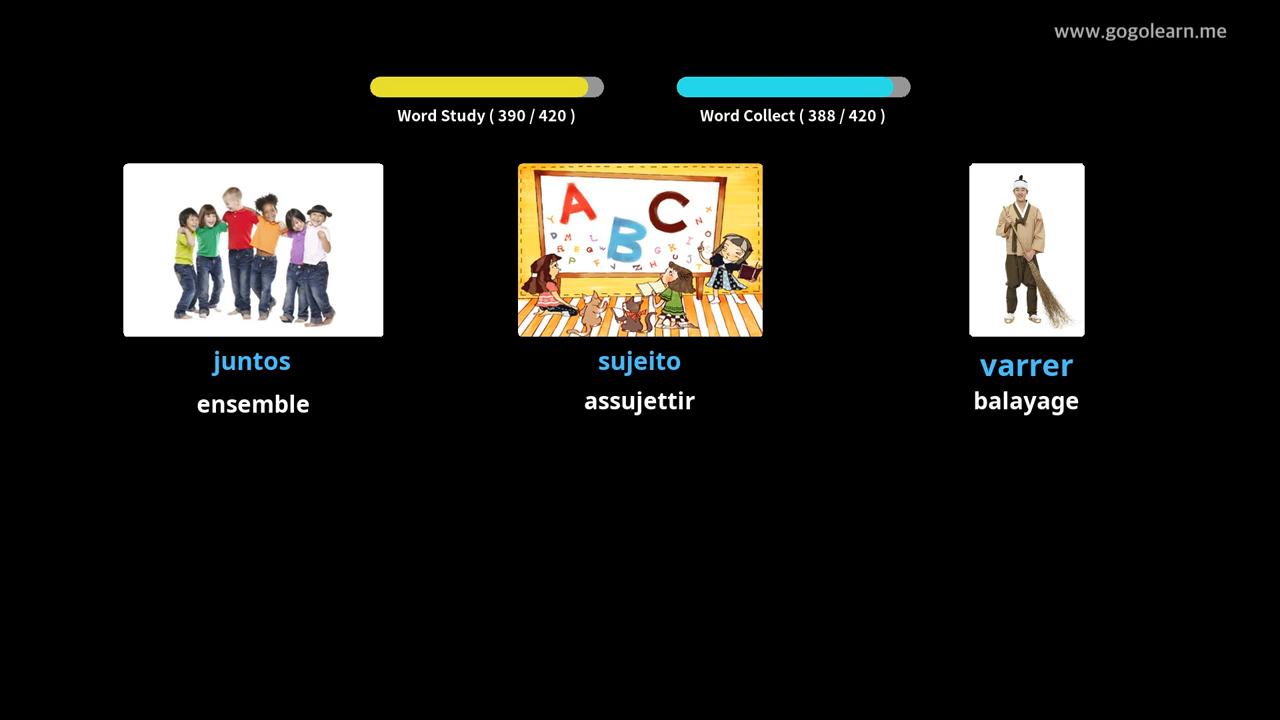 www.gogolearn.me
Word Study ( 390 / 420 )
Word Collect ( 388 / 420 )
A B C
juntos
sujeito
varrer
ensemble
assujettir
balayage